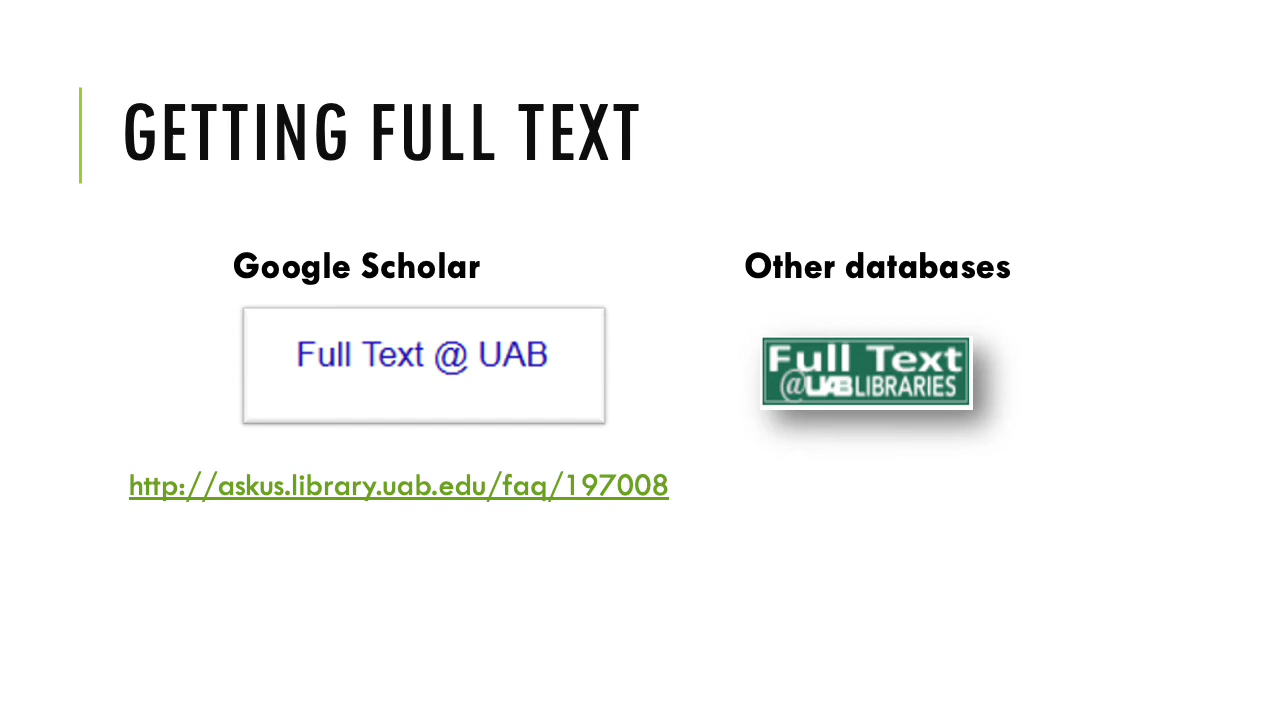 GETTING FULL TEXT
Google Scholar
Full Text @ UAB
http://askus.library.uab.edu/faq/197008
Other databases
Full Text
@UAB LIBRARIES